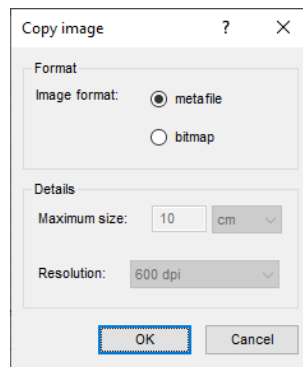 Copy image ?
Format
Image format: metafile
bitmap
Details
Maximum size: 10 cm
Resolution: 600 dpi
OK Cancel